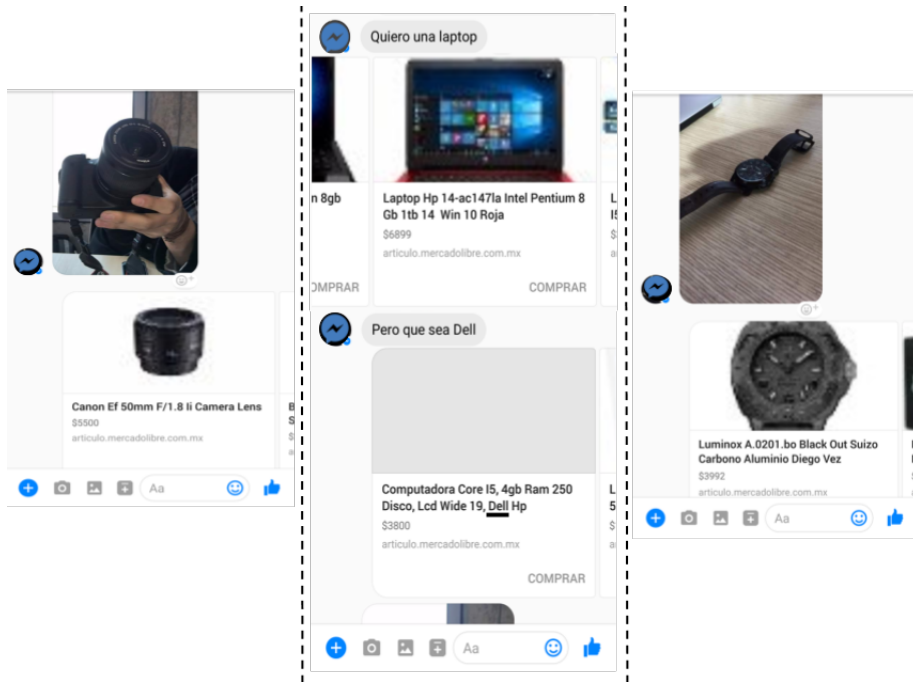 Canon Ef 50mm F/1.8 Ii Camera Lens
$5500
articulo.mercadolibre.com.mx
B
S
$
a
Aa
Quiero una laptop
n 8gb
OMPRAR
Laptop Hp 14-ac147la Intel Pentium 8
Gb 1tb 14 Win 10 Roja
$6899
articulo.mercadolibre.com.mx
COMPRAR
L
I5
$
a
Pero que sea Dell
Computadora Core I5, 4gb Ram 250
Disco, Lcd Wide 19, Dell Hp
$3800
articulo.mercadolibre.com.mx
COMPRAR
L
5
$
a
Aa
Luminox A.0201.bo Black Out Suizo
Carbono Aluminio Diego Vez
$3992
articulo.mercadolibre.com.mx
$
Aa